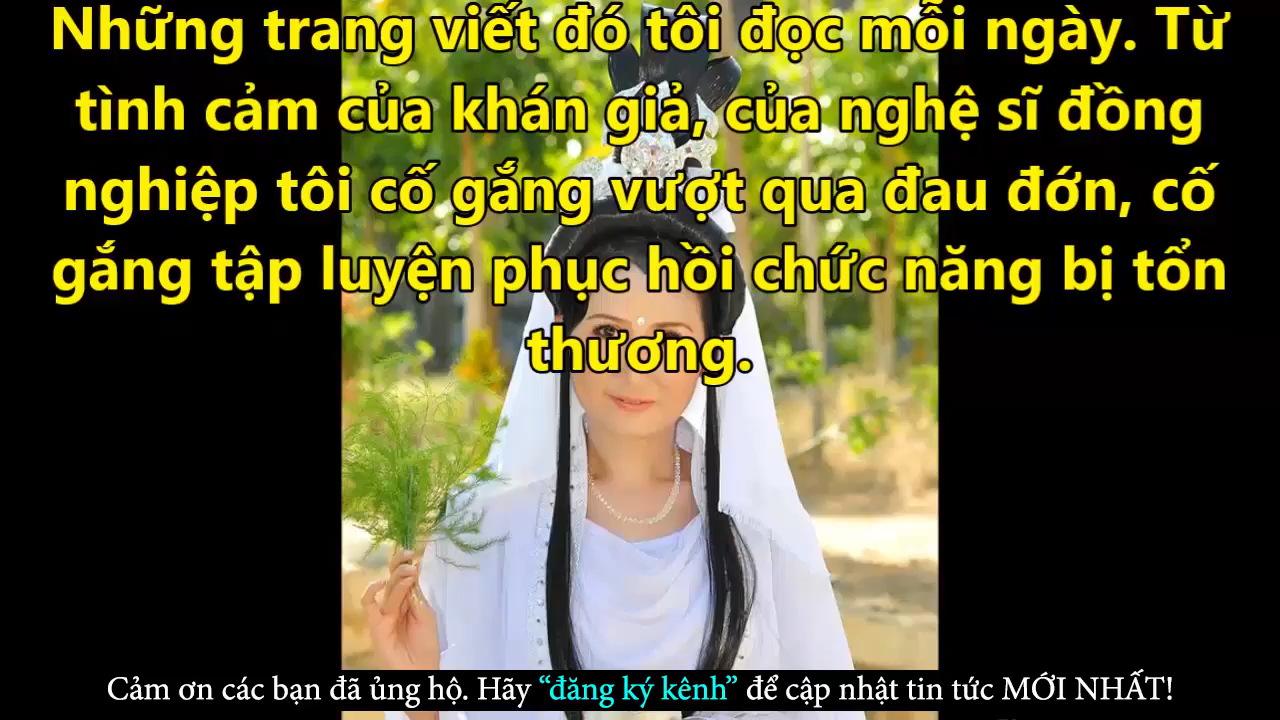 Những trang viết đó tôi đọc mỗi ngày. Từ
tình cảm của khán giả, của nghệ sĩ đồng
nghiệp tôi cố gắng vượt qua đau đớn, cố
gắng tập luyện phục hồi chức năng bị tổn
thương.
Cảm ơn các bạn đã ủng hộ. Hãy “đăng ký kênh” để cập nhật tin tức MỚI NHẤT!